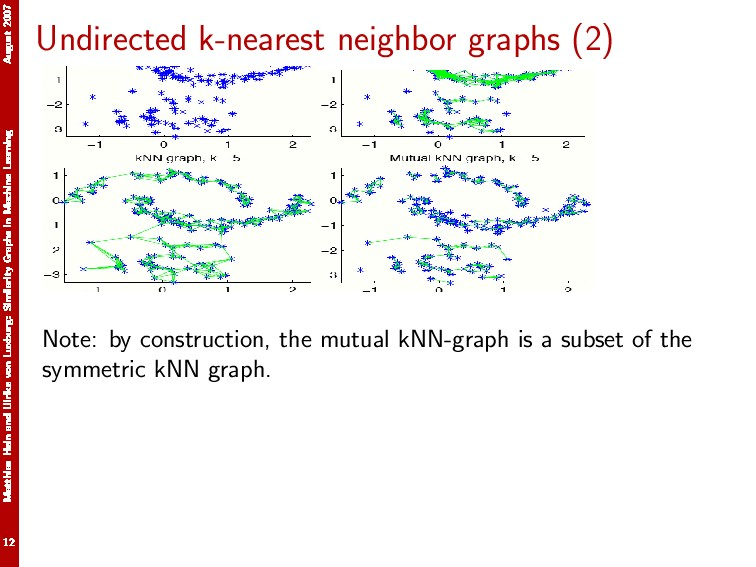 Undirected k-nearest neighbor graphs (2)
1
−2
3
−1 0 1 2
1
−2
3
−1 0 1 2
kNN graph, k 5
1
0
1
2
−3
1 0 1 2
Mutual kNN graph, k 5
1
0
−1
−2
3
−1 0 1 2
Note: by construction, the mutual kNN-graph is a subset of the
symmetric kNN graph.
Matthias Hein and Ulrike von Luxburg: Similarity Graphs in Machine Learning
August 2007
12